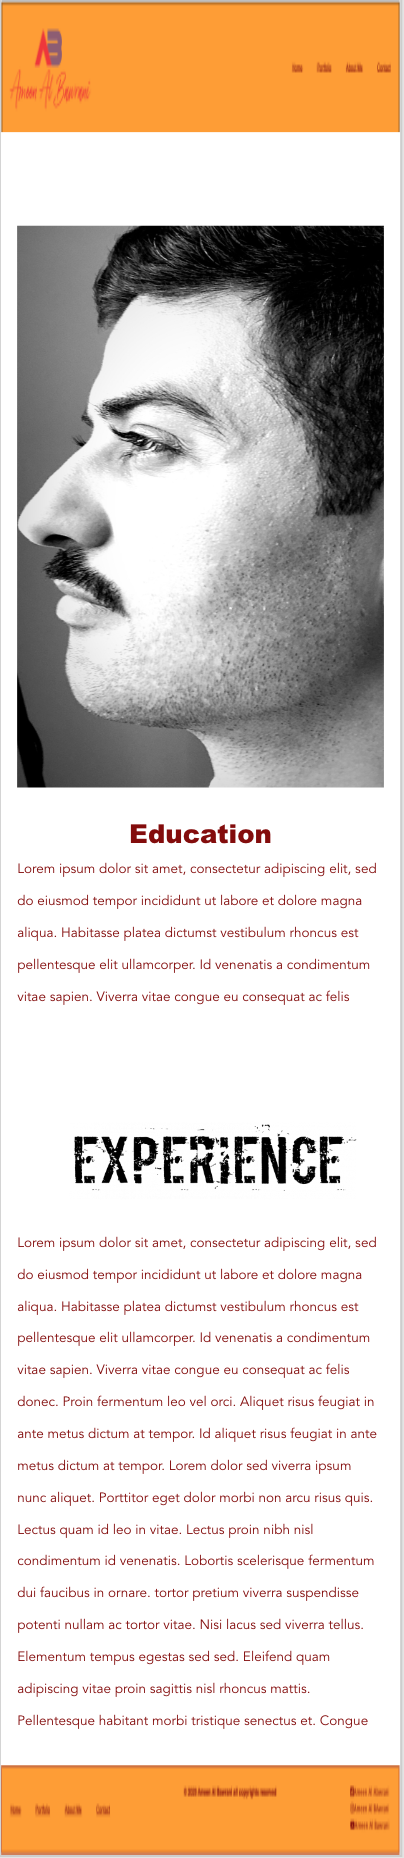 AB
Ameen Al Bawrani
Home Portfolio About Me Contact
Education
Lorem ipsum dolor sit amet, consectetur adipiscing elit, sed
do eiusmod tempor incididunt ut labore et dolore magna
aliqua. Habitasse platea dictumst vestibulum rhoncus est
pellentesque elit ullamcorper. Id venenatis a condimentum
vitae sapien. Viverra vitae congue eu consequat ac felis
EXPERIENCE
Lorem ipsum dolor sit amet, consectetur adipiscing elit, sed
do eiusmod tempor incididunt ut labore et dolore magna
aliqua. Habitasse platea dictumst vestibulum rhoncus est
pellentesque elit ullamcorper. Id venenatis a condimentum
vitae sapien. Viverra vitae congue eu consequat ac felis
donec. Proin fermentum leo vel orci. Aliquet risus feugiat in
ante metus dictum at tempor. Id aliquet risus feugiat in ante
metus dictum at tempor. Lorem dolor sed viverra ipsum
nunc aliquet. Porttitor eget dolor morbi non arcu risus quis.
Lectus quam id leo in vitae. Lectus proin nibh nisl
condimentum id venenatis. Lobortis scelerisque fermentum
dui faucibus in ornare. tortor pretium viverra suspendisse
potenti nullam ac tortor vitae. Nisi lacus sed viverra tellus.
Elementum tempus egestas sed sed. Eleifend quam
adipiscing vitae proin sagittis nisl rhoncus mattis.
Pellentesque habitant morbi tristique senectus et. Congue
© 2020 Ameen Al Bawrani all copyrights reserved
Home Portfolio About Me Contact
Ameen Al Bawrani
Ameen Al Bawrani
Ameen Al Bawrani